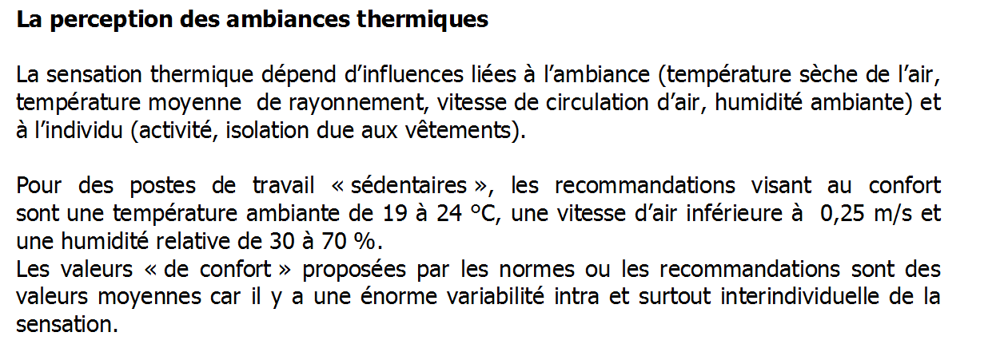 La perception des ambiances thermiques
La sensation thermique dépend d’influences liées à l’ambiance (température sèche de l’air,
température moyenne  de rayonnement, vitesse de circulation d’air, humidité ambiante) et
à l’individu (activité, isolation due aux vêtements).
Pour des postes de travail « sédentaires », les recommandations visant au confort
sont une température ambiante de 19 à 24 °C, une vitesse d’air inférieure à  0,25 m/s et
une humidité relative de 30 à 70 %.
Les valeurs « de confort » proposées par les normes ou les recommandations sont des
valeurs moyennes car il y a une énorme variabilité intra et surtout interindividuelle de la
sensation.